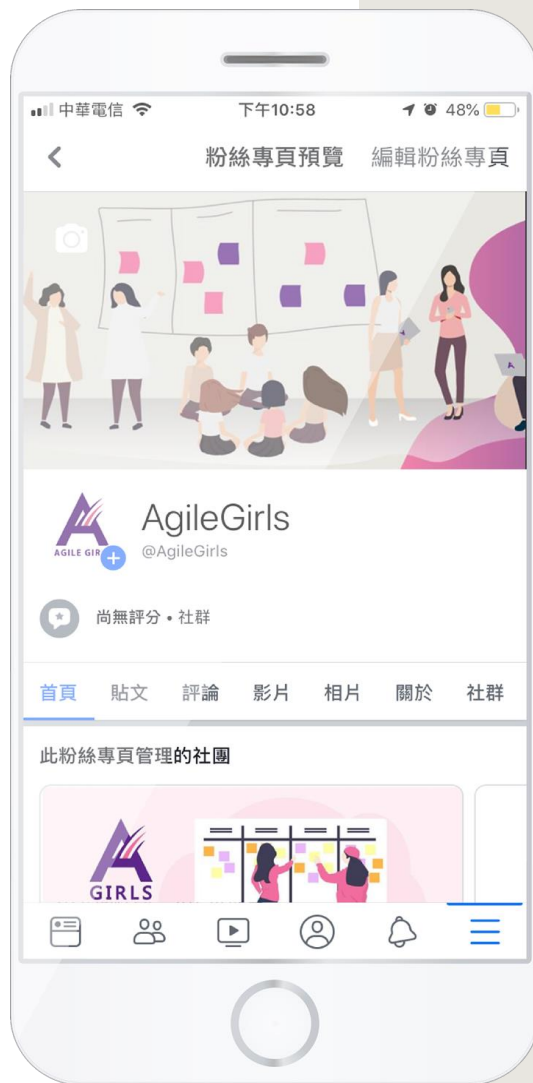 中華電信
下午10:58
48%
粉絲專頁預覽
編輯粉絲專頁
A
AGILE GIR
AgileGirls
@AgileGirls
尚無評分 • 社群
首頁 貼文 評論 影片 相片 關於 社群
此粉絲專頁管理的社團
GIRLS